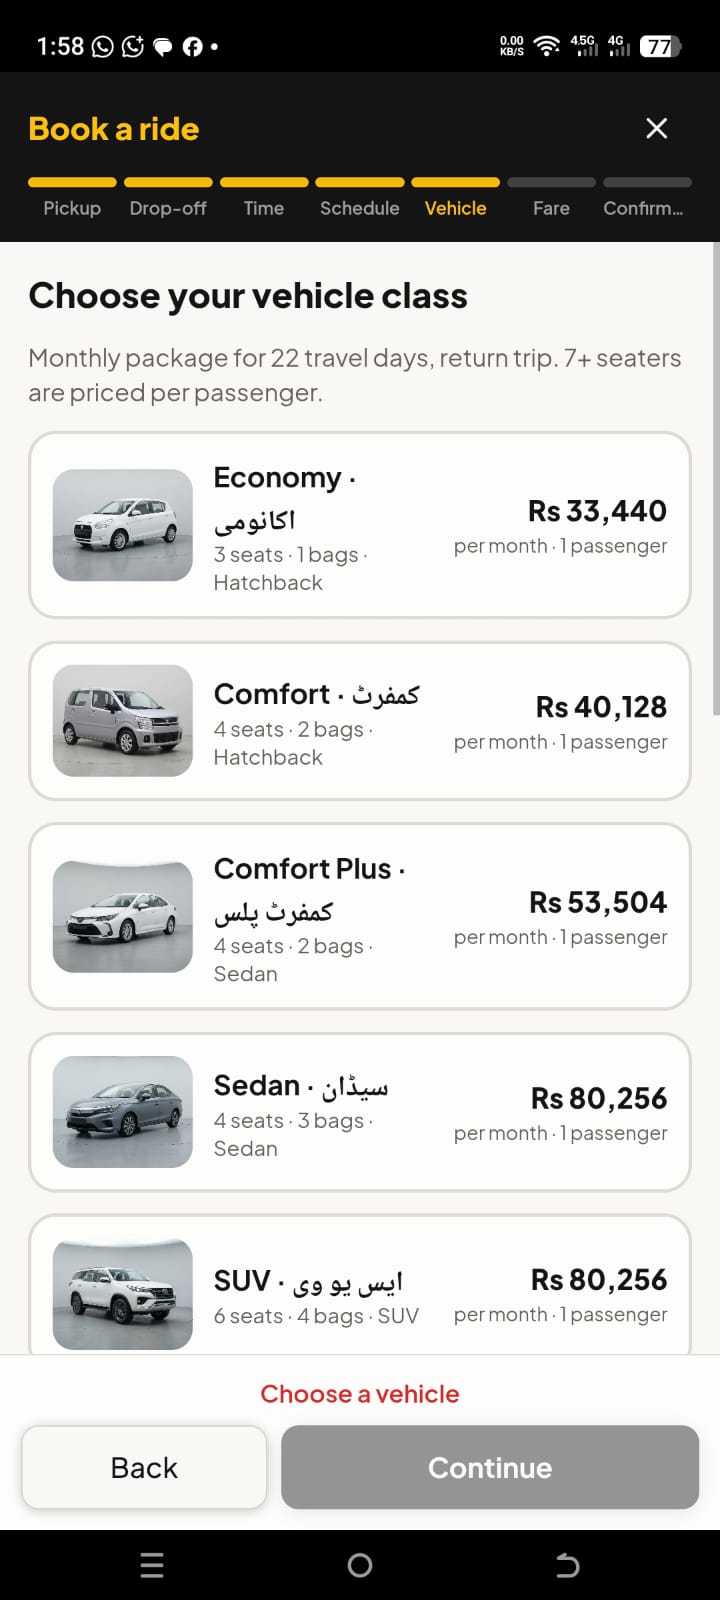 1:58
0.00 KB/S
4.5G
4G
77
Book a ride
Pickup
Drop-off
Time
Schedule
Vehicle
Fare
Confirm...
Choose your vehicle class
Monthly package for 22 travel days, return trip. 7+ seaters
are priced per passenger.
Economy ·
اکانومی
3 seats · 1 bags ·
Hatchback
Rs 33,440
per month · 1 passenger
Comfort · کمفرٹ
4 seats · 2 bags ·
Hatchback
Rs 40,128
per month · 1 passenger
Comfort Plus ·
کمفرٹ پلس
4 seats · 2 bags ·
Sedan
Rs 53,504
per month · 1 passenger
Sedan · سیڈان
4 seats · 3 bags ·
Sedan
Rs 80,256
per month · 1 passenger
SUV · ایس یو وی
6 seats · 4 bags · SUV
Rs 80,256
per month · 1 passenger
Choose a vehicle
Back
Continue